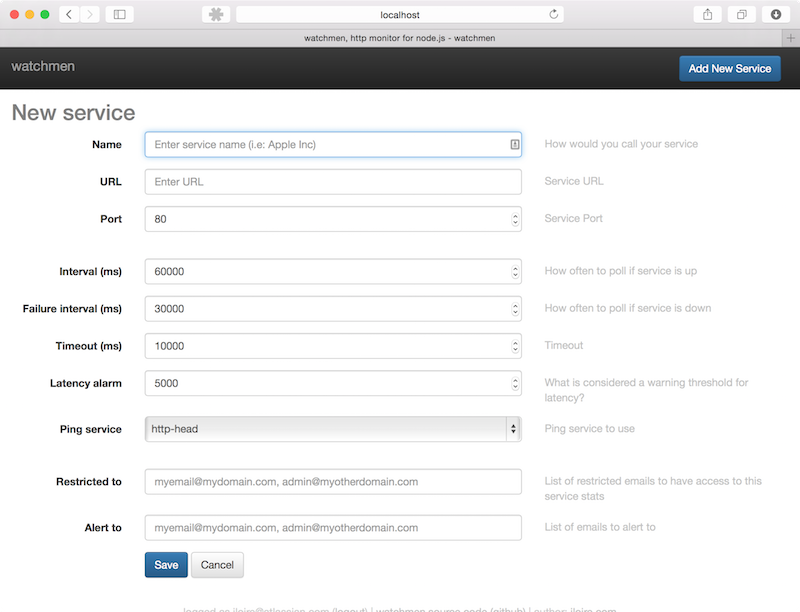 localhost
watchmen, http monitor for node.js - watchmen
watchmen
Add New Service
New service
Name
Enter service name (i.e: Apple Inc)
How would you call your service
URL
Enter URL
Service URL
Port
80
Service Port
Interval (ms)
60000
How often to poll if service is up
Failure interval (ms)
30000
How often to poll if service is down
Timeout (ms)
10000
Timeout
Latency alarm
5000
What is considered a warning threshold for
latency?
Ping service
http-head
Ping service to use
Restricted to
myemail@mydomain.com, admin@myotherdomain.com
List of restricted emails to have access to this
service stats
Alert to
myemail@mydomain.com, admin@myotherdomain.com
List of emails to alert to
Save
Cancel